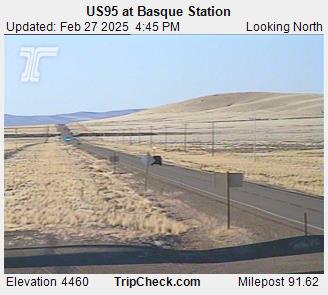 US95 at Basque Station
Updated: Feb 27 2025 4:45 PM Looking North
Elevation 4460 TripCheck.com Milepost 91.62